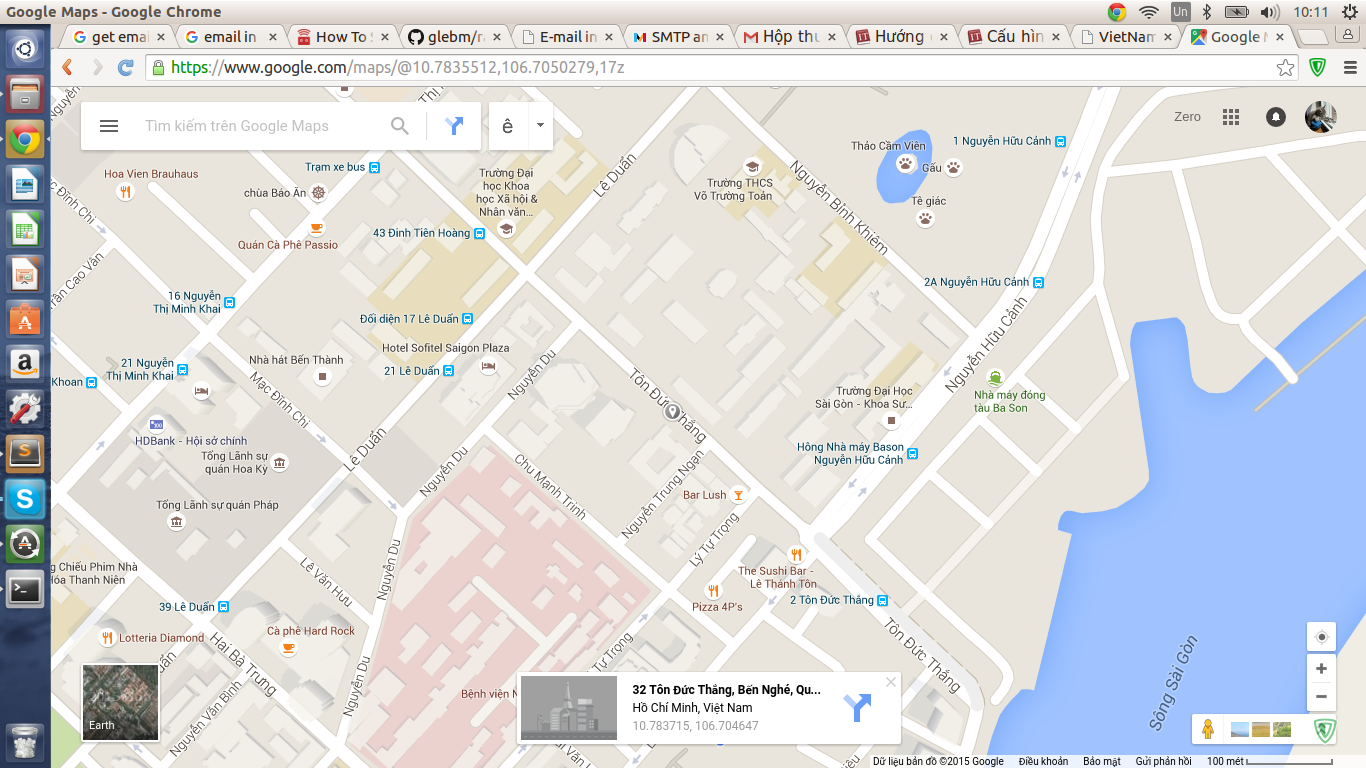 Google Maps - Google Chrome
Un
10:11
get emai
email in
How To S
glebm/ra
E-mail in
SMTP an
Hộp thu
Hướng
Cấu hìn
VietNam
Google M
https://www.google.com/maps/@10.7835512,106.7050279,17z
Tìm kiếm trên Google Maps
ê
Zero
Thảo Cầm Viên
1 Nguyễn Hữu Cảnh
Gấu
Tê giác
Hoa Vien Brauhaus
Trạm xe bus
chùa Báo Ân
Trường Đại
học Khoa
học Xã hội &
Nhân văn...
Lê Duẩn
Trường THCS
Võ Trường Toản
Nguyễn Bỉnh Khiêm
Quán Cà Phê Passio
43 Đinh Tiên Hoàng
2A Nguyễn Hữu Cảnh
16 Nguyễn
Thị Minh Khai
Đối diện 17 Lê Duẩn
Nguyễn Hữu Cảnh
Hotel Sofitel Saigon Plaza
Nhà hát Bến Thành
21 Nguyễn
Thị Minh Khai
21 Lê Duẩn
Nguyễn Du
Khoan
Mạc Đĩnh Chi
Tôn Đức Thắng
Trường Đại Học
Sài Gòn - Khoa Sư...
Nhà máy đóng
tàu Ba Son
HDBank - Hội sở chính
Tổng Lãnh sự
quán Hoa Kỳ
Lê Duẩn
Nguyễn Du
Chu Mạnh Trinh
Nguyễn Trung Ngạn
Hông Nhà máy Bason
Nguyễn Hữu Cảnh
Tổng Lãnh sự quán Pháp
Bar Lush
Lý Tự Trọng
The Sushi Bar -
Lê Thánh Tôn
Chiếu Phim Nhà
Hóa Thanh Niên
Lê Văn Hưu
Nguyễn Du
39 Lê Duẩn
Pizza 4P's
2 Tôn Đức Thắng
Lotteria Diamond
Cà phê Hard Rock
Hai Bà Trưng
Tự Trọng
Tôn Đức Thắng
Nguyễn Du
Nguyễn Văn Bình
Bệnh viện N
Sông Sài Gòn
Earth
32 Tôn Đức Thắng, Bến Nghé, Qu...
Hồ Chí Minh, Việt Nam
10.783715, 106.704647
Dữ liệu bản đồ ©2015 Google
Điều khoản
Bảo mật
Gửi phản hồi
100 mét